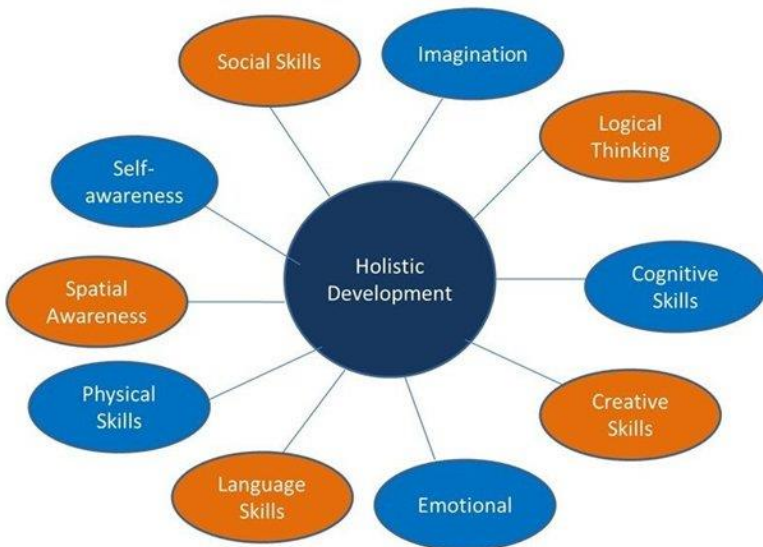 Social Skills
Imagination
Logical
Thinking
Self-
awareness
Holistic
Development
Cognitive
Skills
Spatial
Awareness
Physical
Skills
Creative
Skills
Language
Skills
Emotional